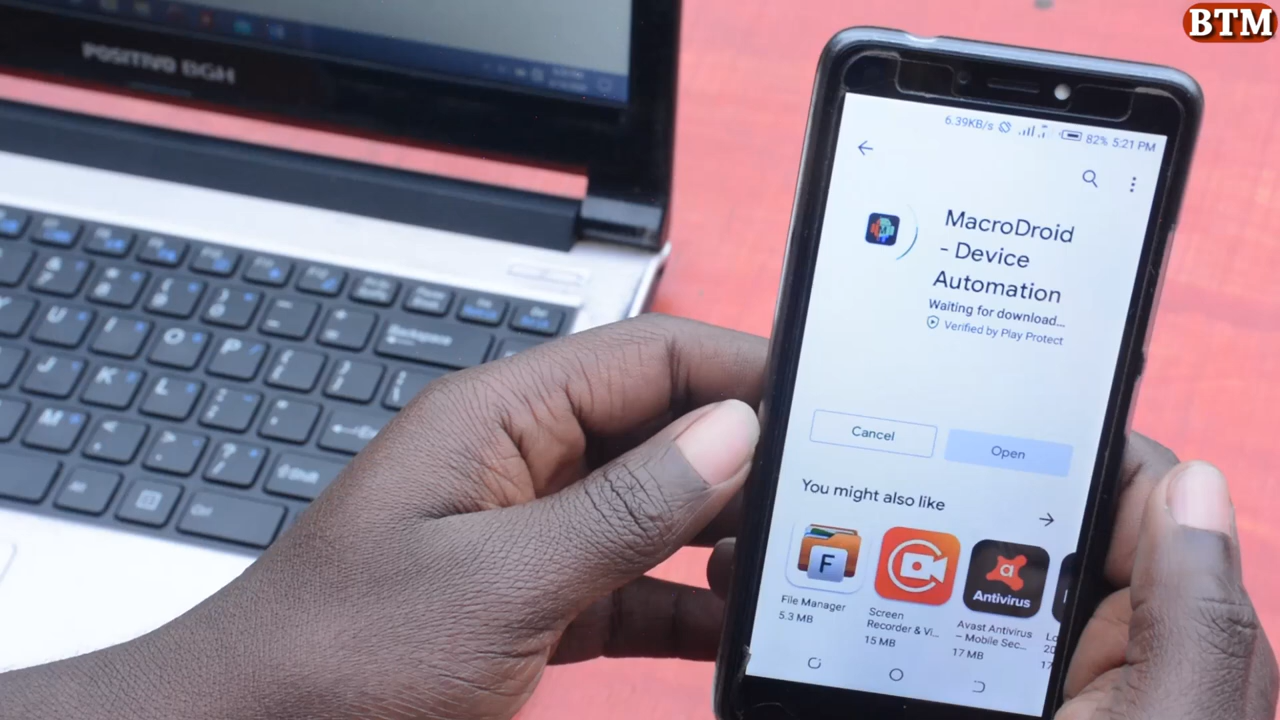 BTM
POSITIVO BGH
6.39KB/s 82% 5:21 PM
MacroDroid
- Device
Automation
Waiting for download...
Verified by Play Protect
Cancel
Open
You might also like
F
File Manager
5.3 MB
Screen
Recorder & Vi...
15 MB
a
Antivirus
Avast Antivirus
– Mobile Sec...
17 MB
Backspace
U
I
O
P
J
K
L
M
Shift